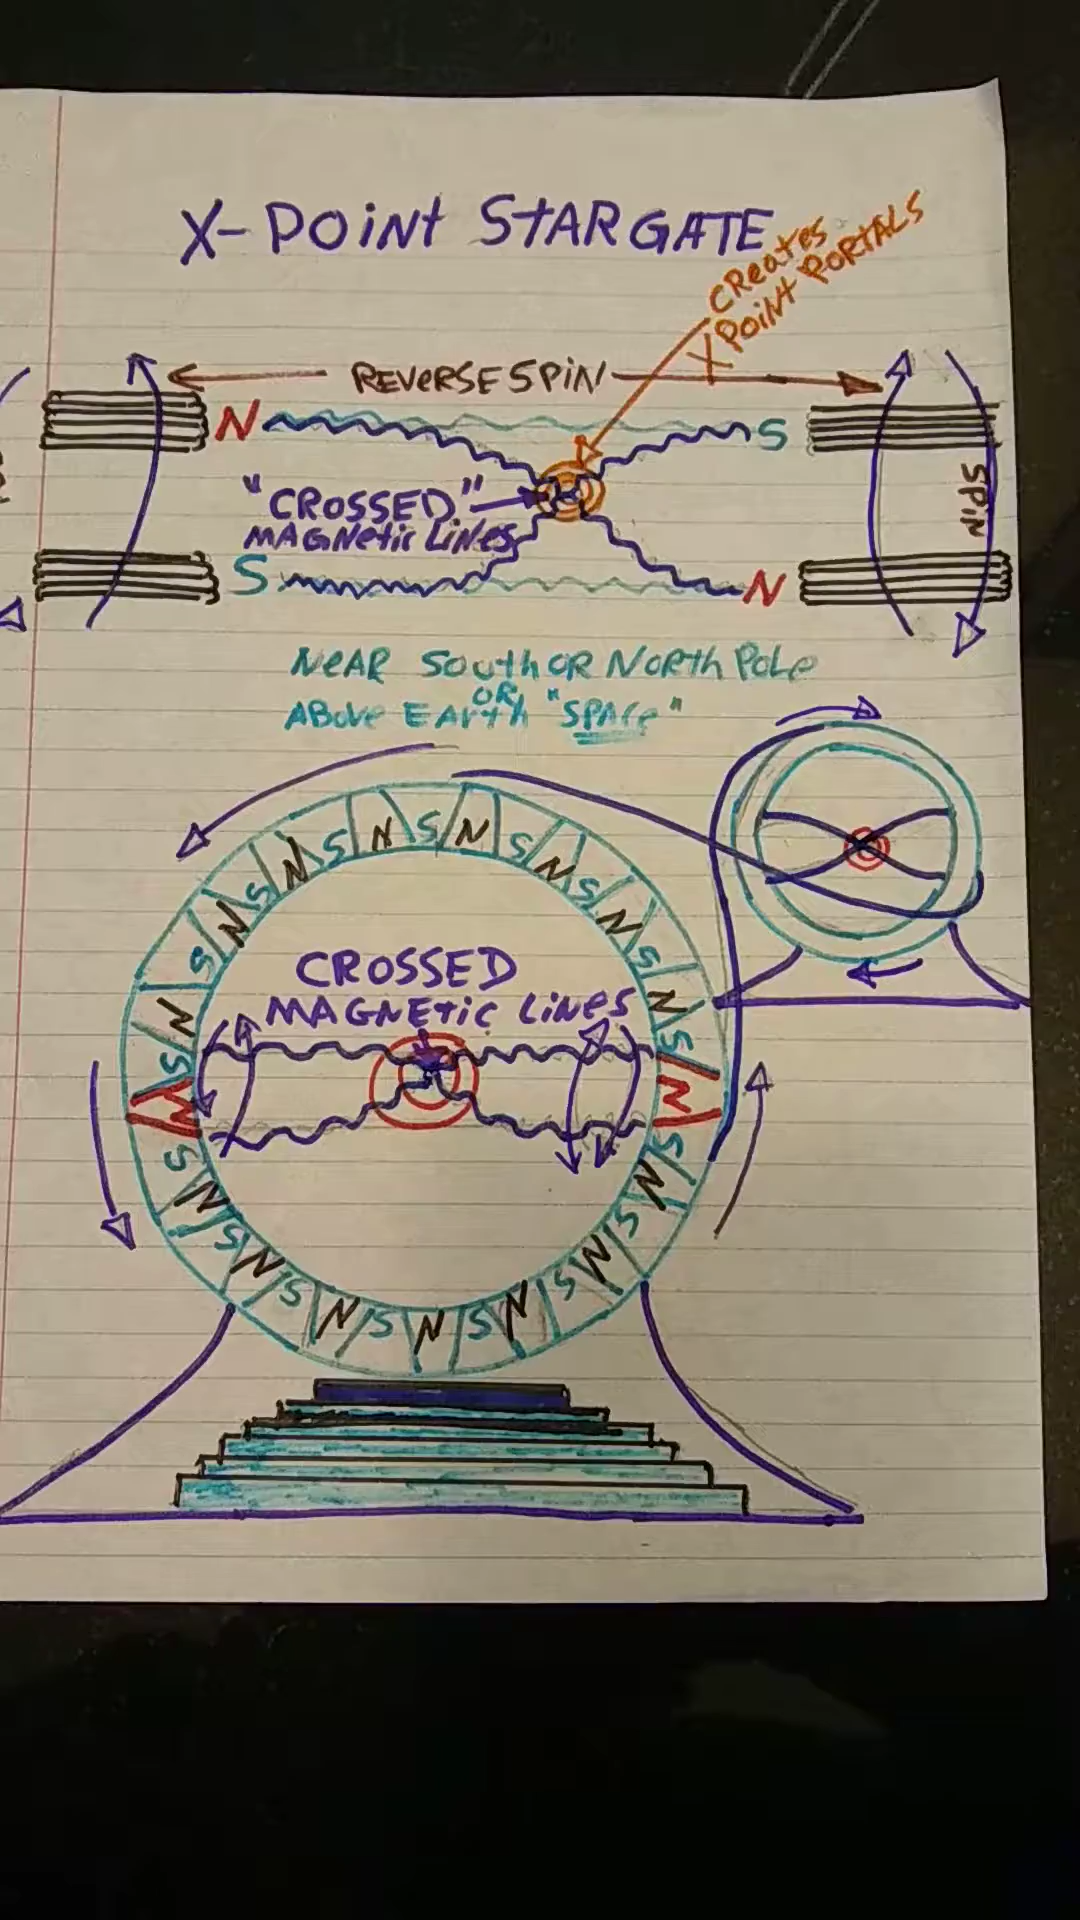 X-POINT STARGATE
CREATES
X POINT PORTALS
REVERSE SPIN
N S
"CROSSED"
MAGNETIC LINES
SPIN
S N
NEAR SOUTH OR NORTH POLE
OR
ABOVE EARTH "SPACE"
S N S N S N S N S N S N S N S N S N S N S N S N S N S N S
CROSSED
MAGNETIC LINES